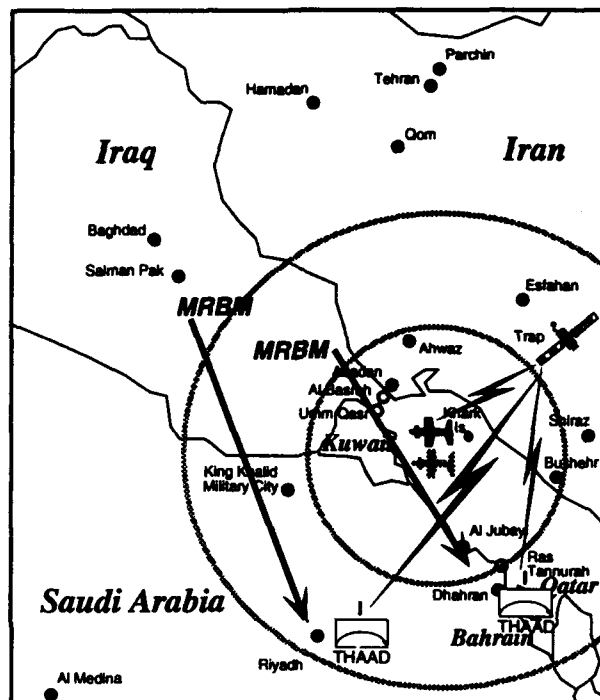 Parchin
Tehran
Hamadan
Qom
Iraq
Iran
Baghdad
Salman Pak
Esfahan
MRBM
Trap
MRBM
Ahwaz
Abadan
Al Basrah
Umm Qasr
Khark
Is
Shiraz
Kuwait
Bushehr
King Khalid
Military City
Al Jubayl
Ras
Tannurah
Dhahran
Qatar
I
I
Saudi Arabia
THAAD
Bahrain
THAAD
Riyadh
Al Medina